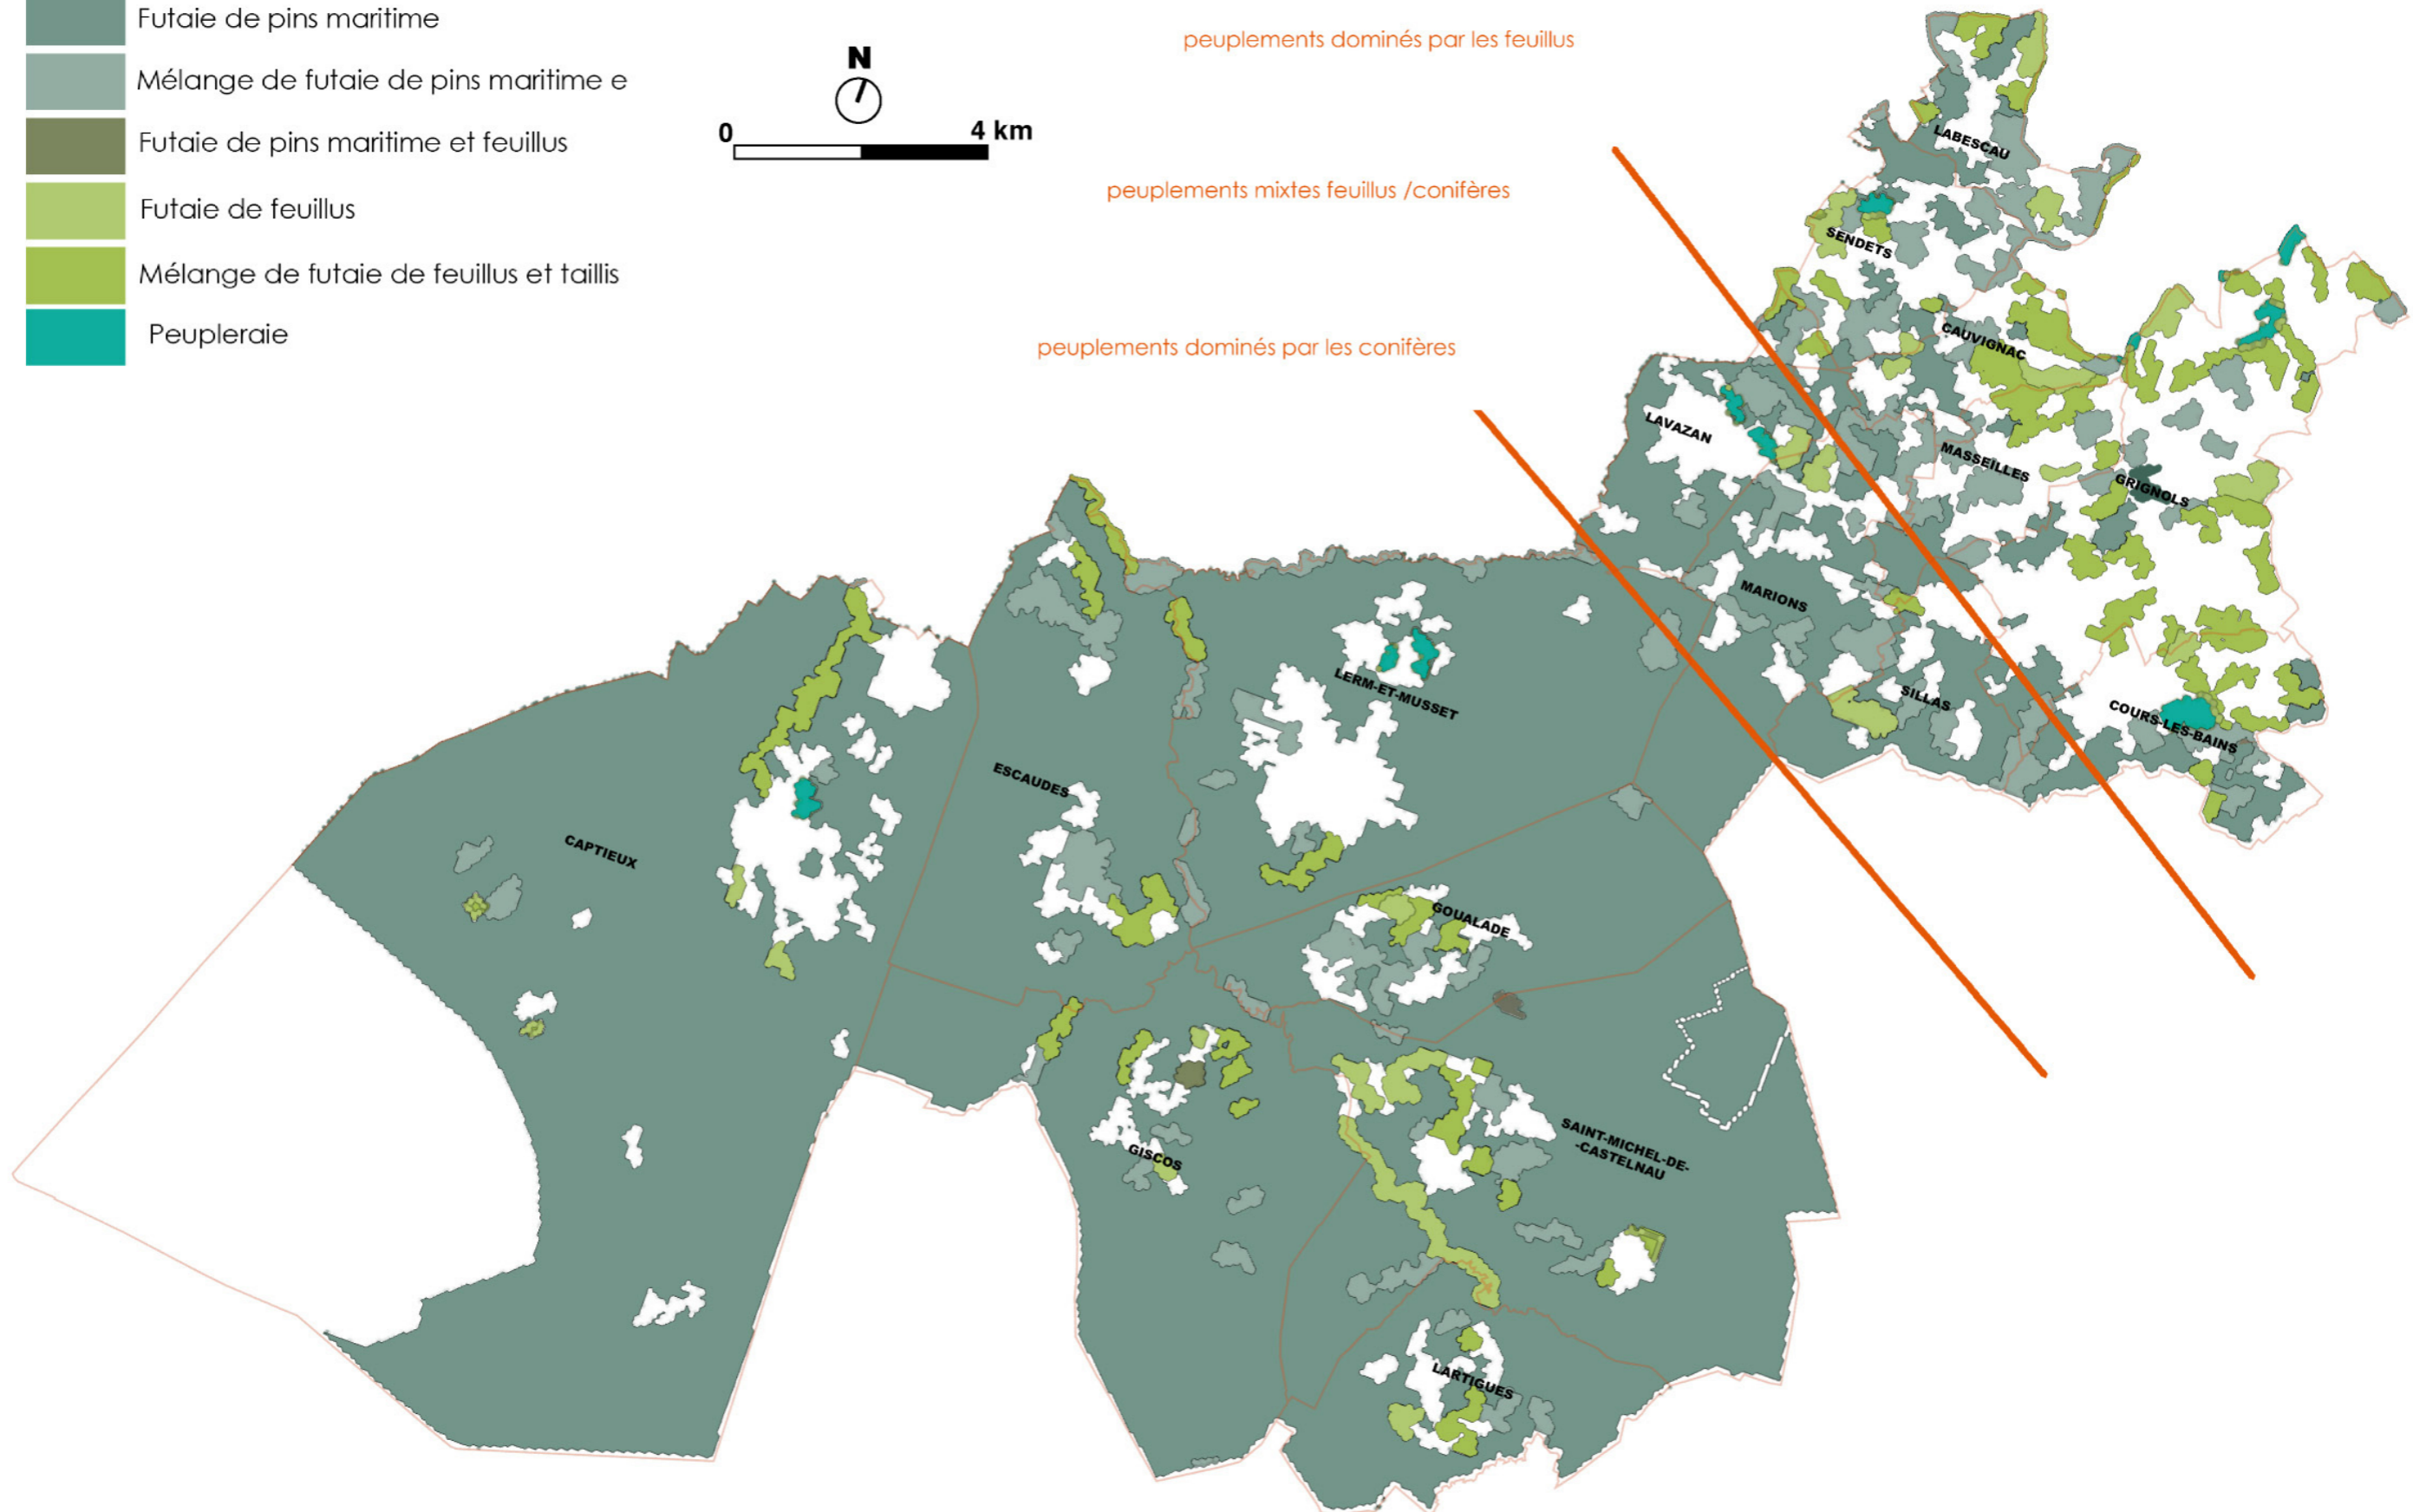 Futaie de pins maritime
Mélange de futaie de pins maritime e
Futaie de pins maritime et feuillus
Futaie de feuillus
Mélange de futaie de feuillus et taillis
Peupleraie
N
0 4 km
peuplements dominés par les feuillus
peuplements mixtes feuillus /conifères
peuplements dominés par les conifères
LABESCAU
SENDETS
CAUVIGNAC
LAVAZAN
MASSEILLES
GRIGNOLS
MARIONS
SILLAS
COURS-LES-BAINS
LERM-ET-MUSSET
ESCAUDES
CAPTIEUX
GOUALADE
SAINT-MICHEL-DE-
-CASTELNAU
GISCOS
LARTIGUES